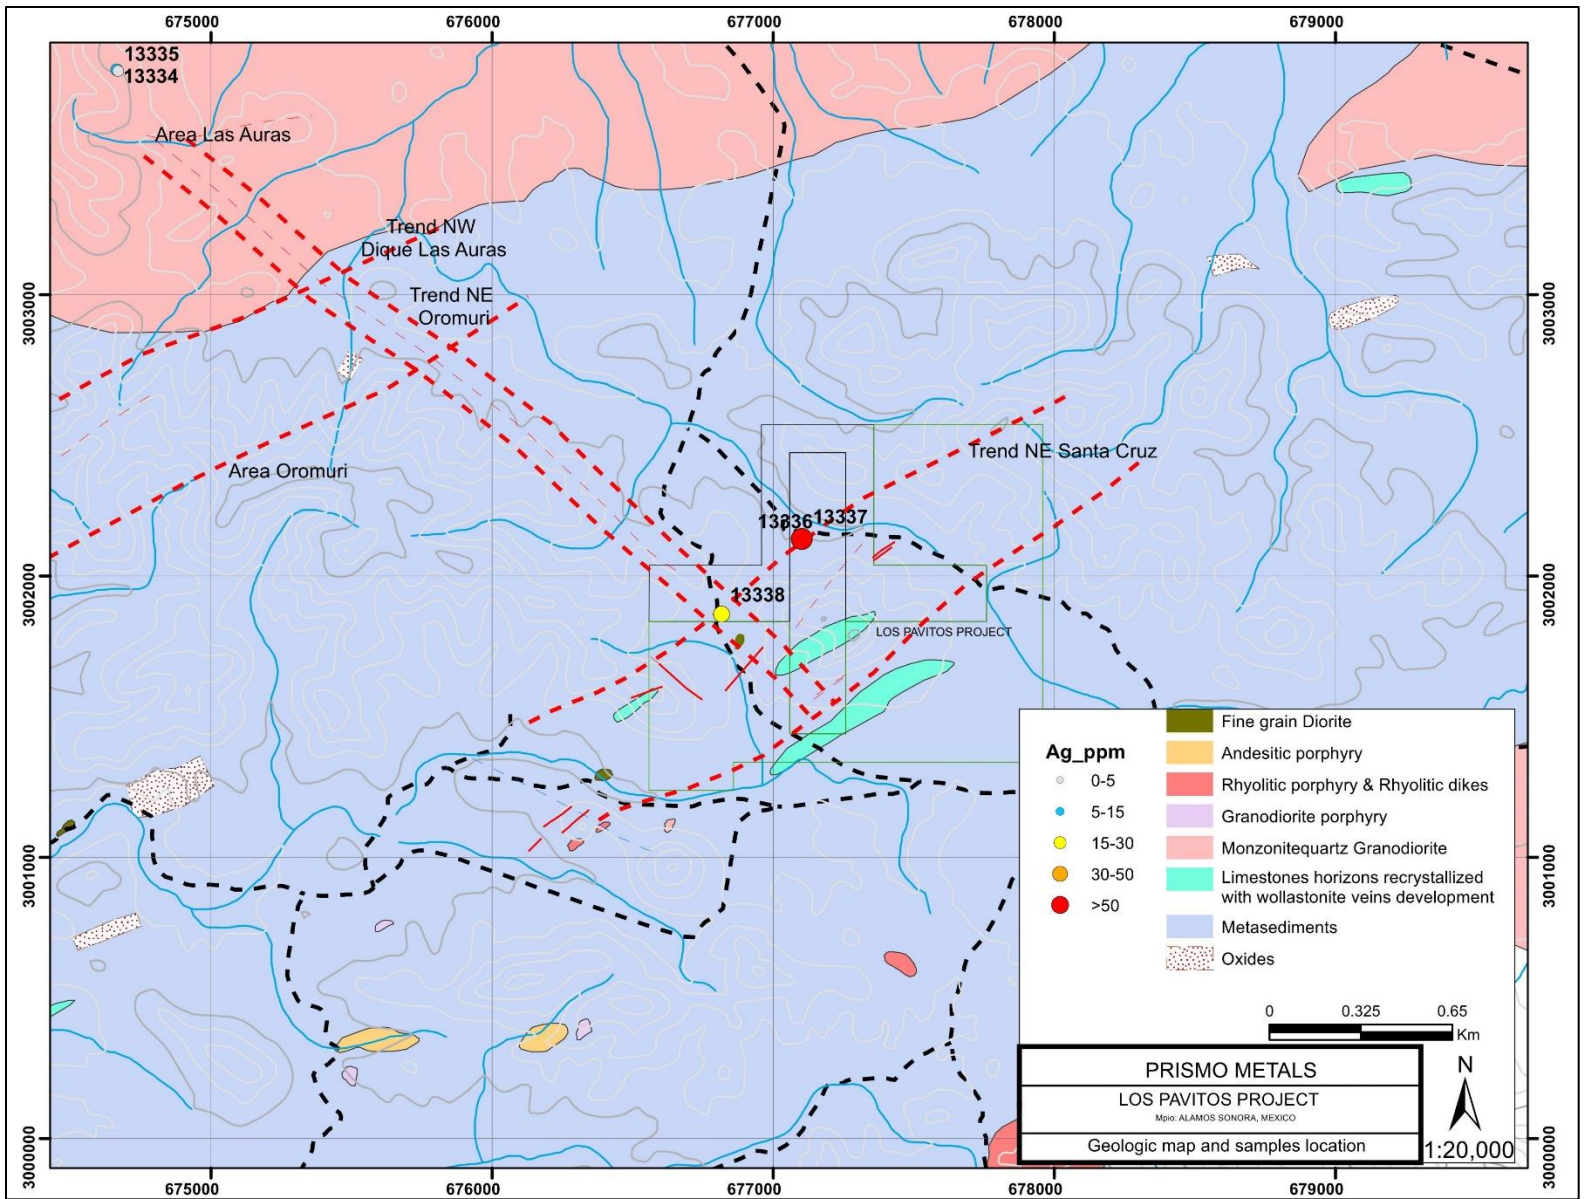 675000
676000
677000
678000
679000
13335
13334
Area Las Auras
Trend NW
Dique Las Auras
Trend NE
Oromuri
3003000
3003000
Trend NE Santa Cruz
Area Oromuri
13336
13337
3002000
3002000
13338
LOS PAVITOS PROJECT
Ag_ppm
0-5
5-15
15-30
30-50
>50
Fine grain Diorite
Andesitic porphyry
Rhyolitic porphyry & Rhyolitic dikes
Granodiorite porphyry
Monzonitequartz Granodiorite
Limestones horizons recrystallized
with wollastonite veins development
Metasediments
Oxides
3001000
3001000
0 0.325 0.65
Km
PRISMO METALS
LOS PAVITOS PROJECT
Mpio: ALAMOS SONORA, MEXICO
Geologic map and samples location
N
1:20,000
3000000
3000000
675000
676000
677000
678000
679000